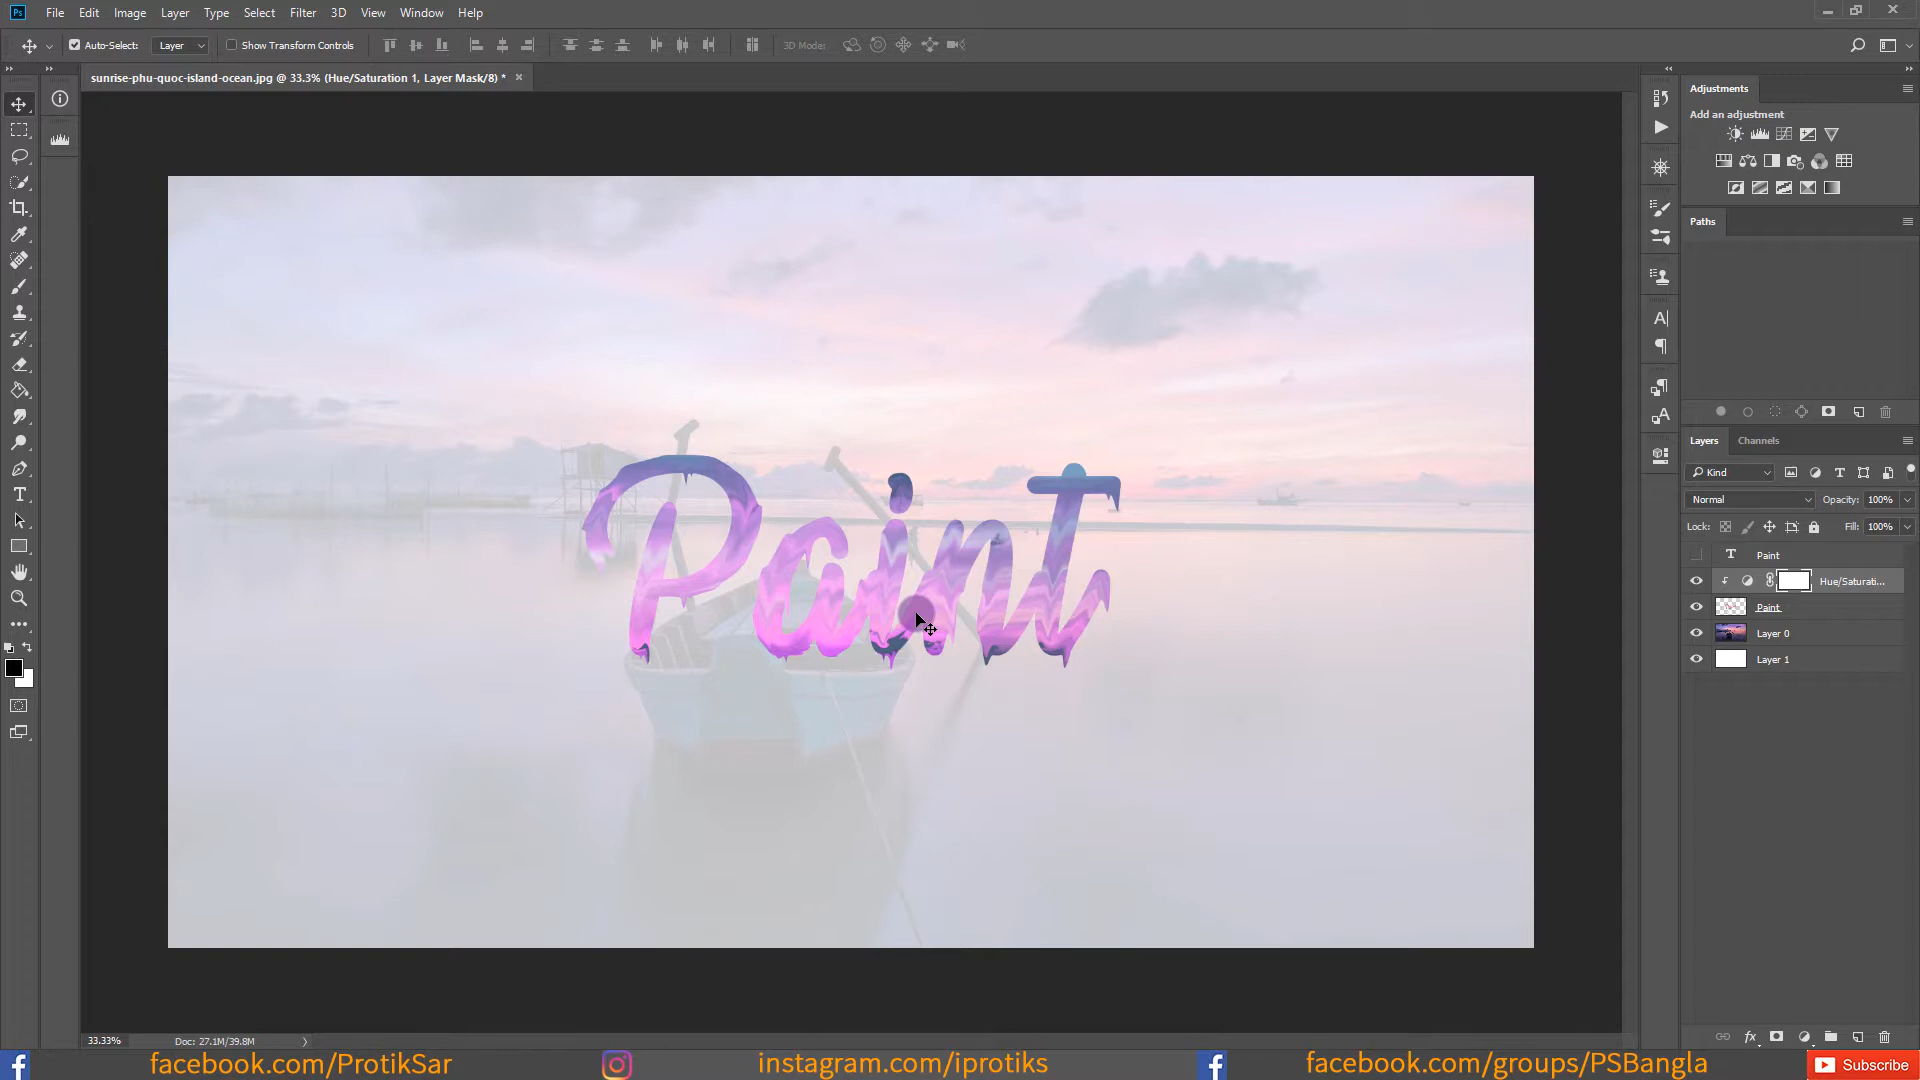 Ps File Edit Image Layer Type Select Filter 3D View Window Help
Auto-Select: Layer Show Transform Controls 3D Mode:
sunrise-phu-quoc-island-ocean.jpg @ 33.3% (Hue/Saturation 1, Layer Mask/8) *
Adjustments
Add an adjustment
Paths
Layers Channels
Kind
Normal Opacity: 100%
Lock: Fill: 100%
Paint
Hue/Saturati...
Paint
Layer 0
Layer 1
Paint
33.33% Doc: 27.1M/39.8M
facebook.com/ProtikSar instagram.com/iprotiks facebook.com/groups/PSBangla Subscribe